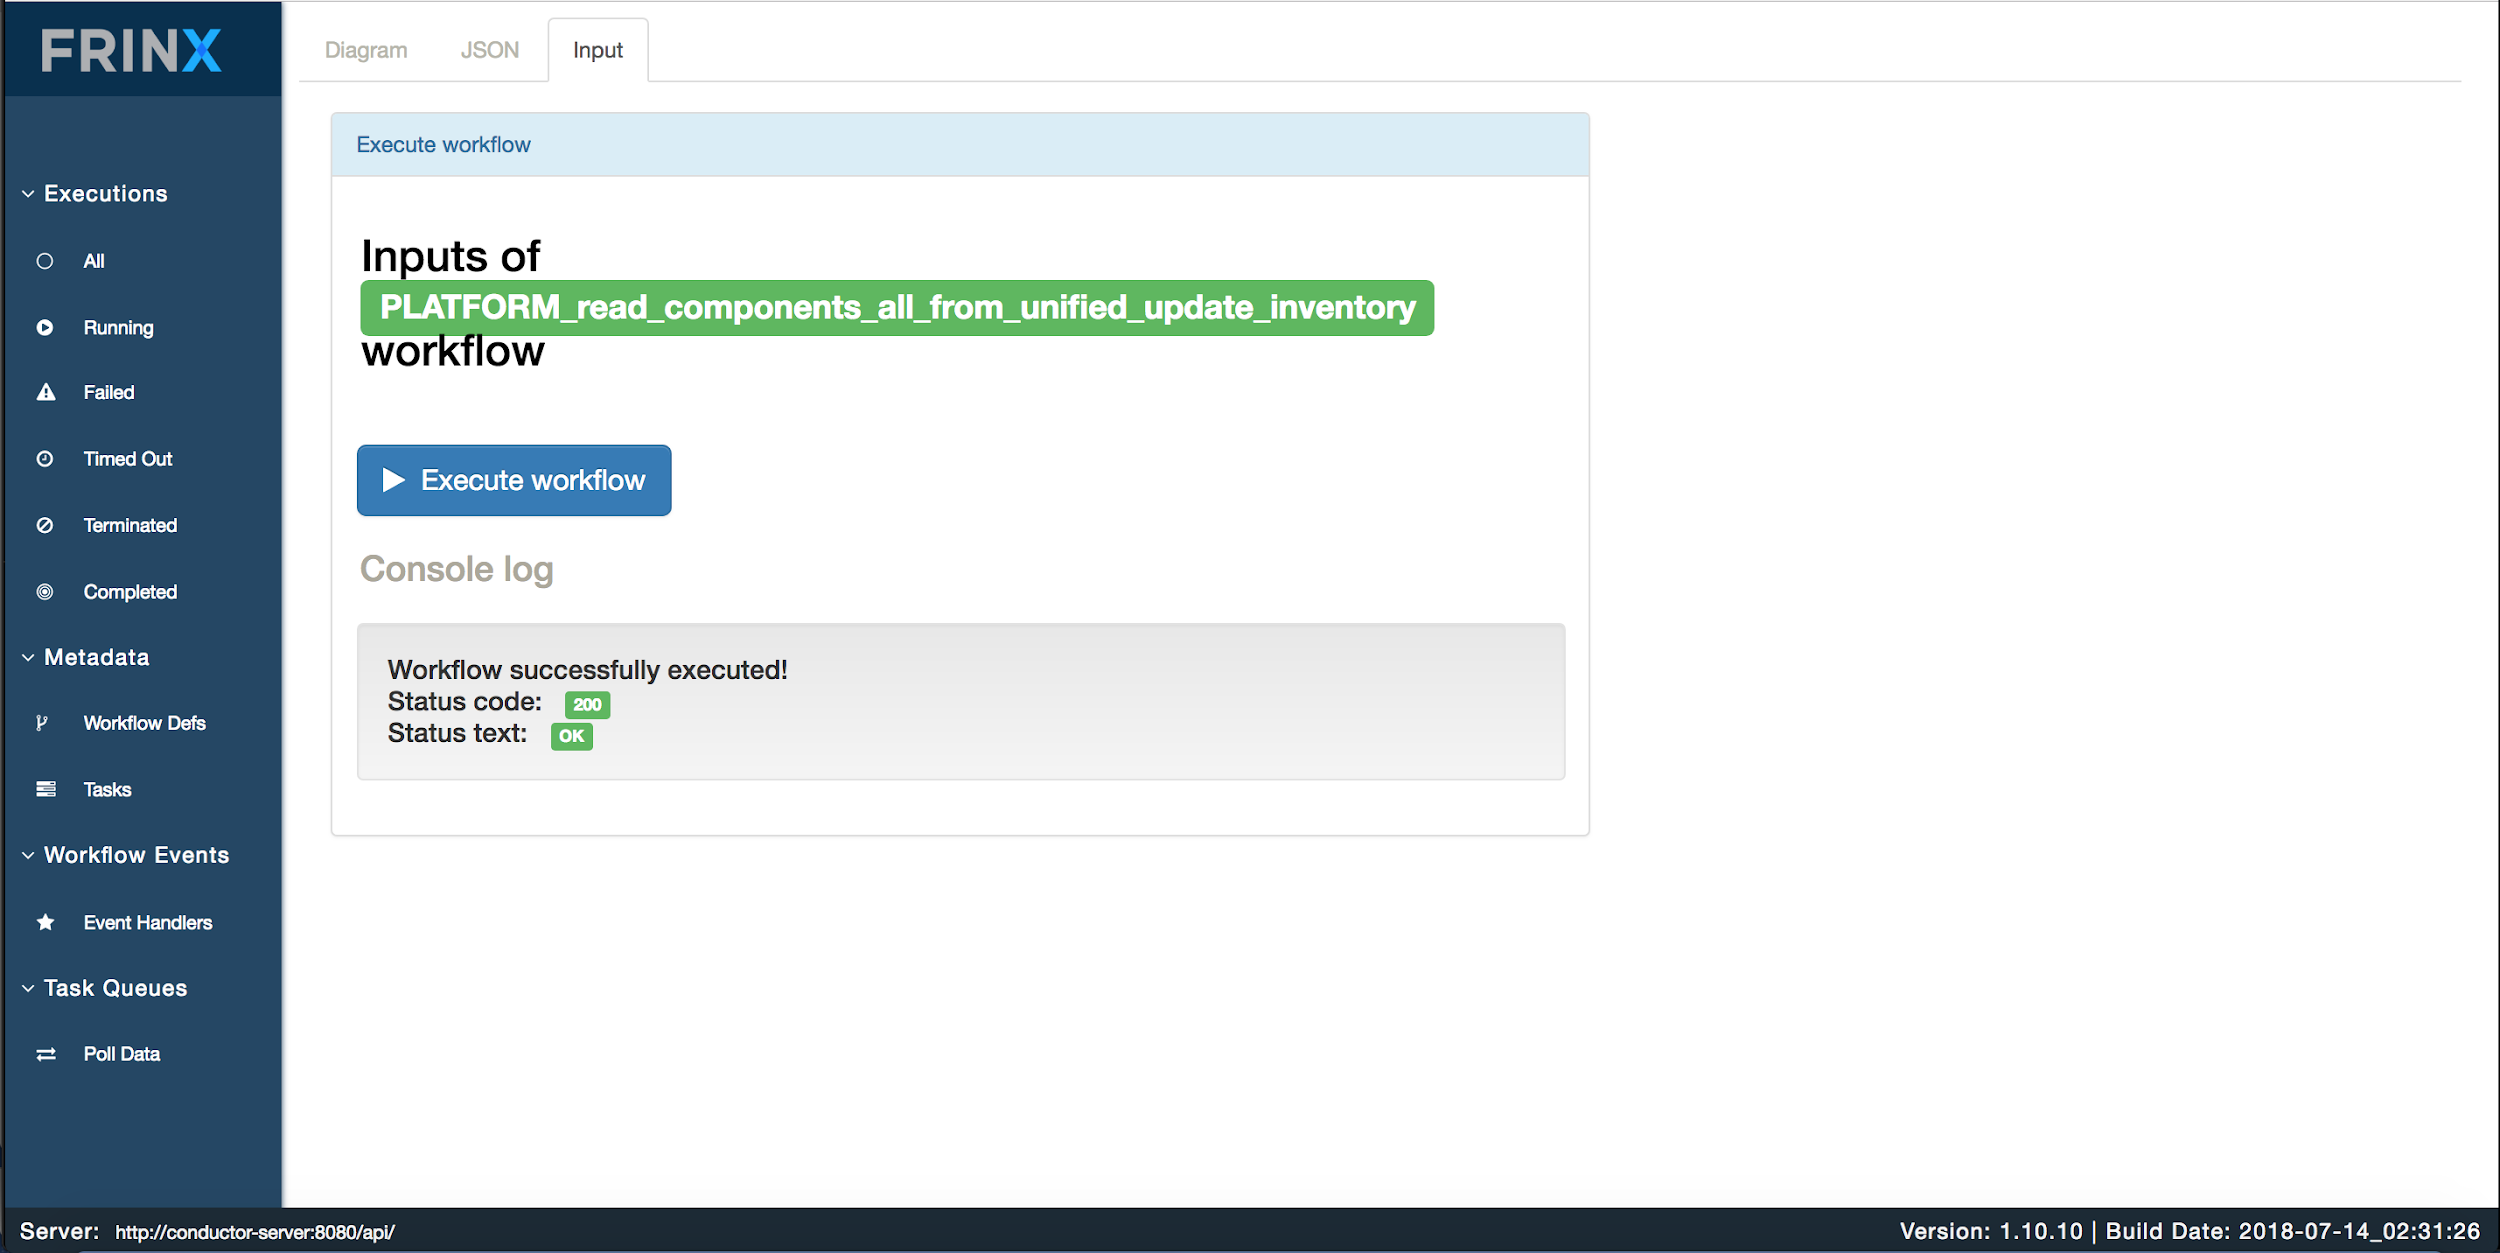 FRINX
Diagram
JSON
Input
Executions
All
Running
Failed
Timed Out
Terminated
Completed
Metadata
Workflow Defs
Tasks
Workflow Events
Event Handlers
Task Queues
Poll Data
Execute workflow
Inputs of
PLATFORM_read_components_all_from_unified_update_inventory
workflow
Execute workflow
Console log
Workflow successfully executed!
Status code: 200
Status text: OK
Server: http://conductor-server:8080/api/
Version: 1.10.10 | Build Date: 2018-07-14_02:31:26